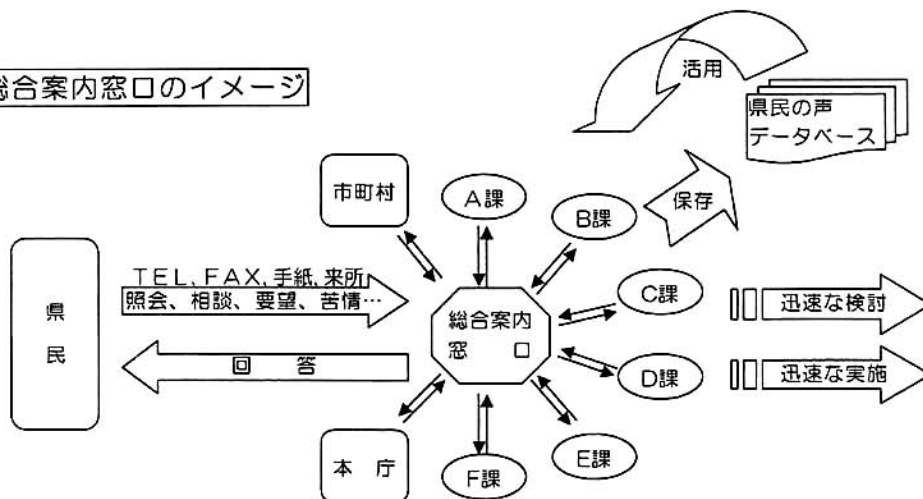 総合案内窓口のイメージ
活用
県民の声
データベース
市町村
A課
B課
保存
県民
TEL、FAX、手紙、来所
照会、相談、要望、苦情…
総合案内
窓　口
C課
迅速な検討
回　答
D課
迅速な実施
本　庁
F課
E課